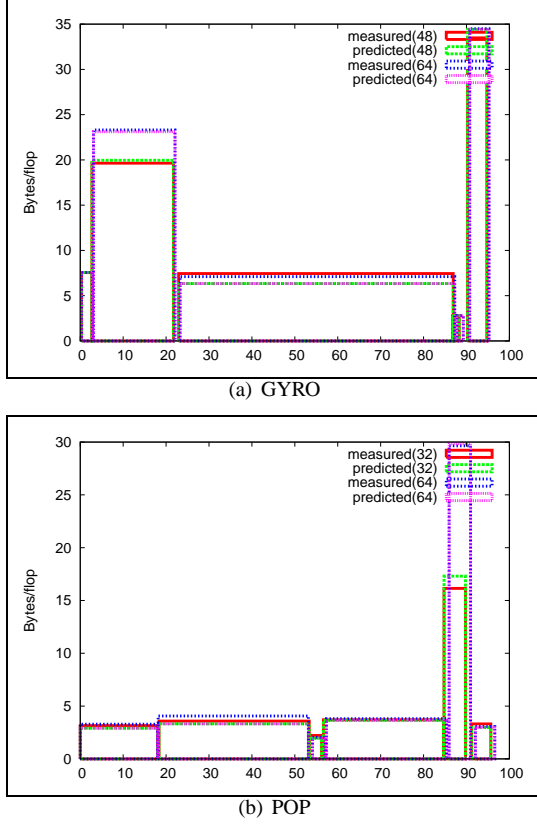 35
30
25
20
15
10
5
0
Bytes/flop
measured(48)
predicted(48)
measured(64)
predicted(64)
0 10 20 30 40 50 60 70 80 90 100
(a) GYRO
30
25
20
15
10
5
0
Bytes/flop
measured(32)
predicted(32)
measured(64)
predicted(64)
0 10 20 30 40 50 60 70 80 90 100
(b) POP